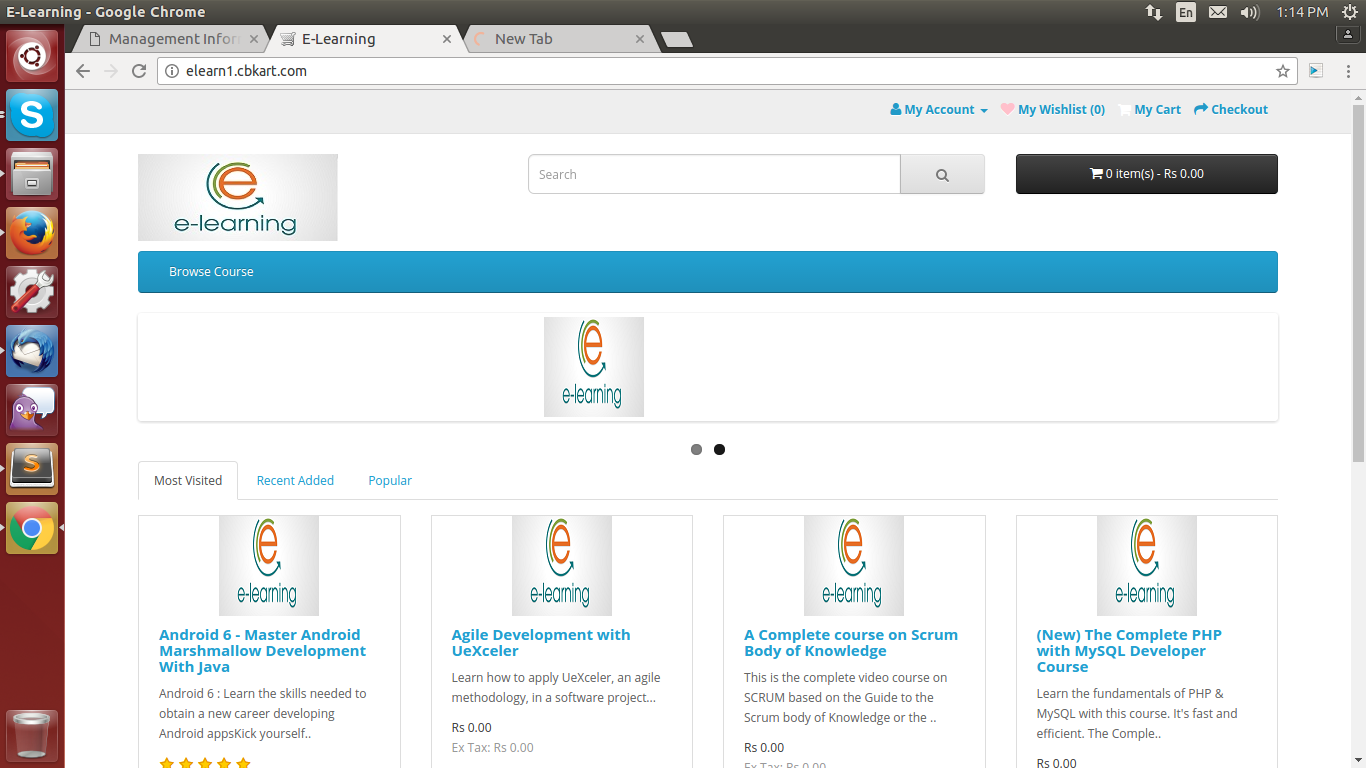 E-Learning - Google Chrome
En
1:14 PM
Management Infor
E-Learning
New Tab
elearn1.cbkart.com
My Account
My Wishlist (0)
My Cart
Checkout
e
e-learning
Search
0 item(s) - Rs 0.00
Browse Course
e
e-learning
Most Visited
Recent Added
Popular
e
e-learning
Android 6 - Master Android
Marshmallow Development
With Java
Android 6 : Learn the skills needed to
obtain a new career developing
Android appsKick yourself..
e
e-learning
Agile Development with
UeXceler
Learn how to apply UeXceler, an agile
methodology, in a software project...
Rs 0.00
Ex Tax: Rs 0.00
e
e-learning
A Complete course on Scrum
Body of Knowledge
This is the complete video course on
SCRUM based on the Guide to the
Scrum body of Knowledge or the ..
Rs 0.00
Ex Tax: Rs 0.00
e
e-learning
(New) The Complete PHP
with MySQL Developer
Course
Learn the fundamentals of PHP &
MySQL with this course. It's fast and
efficient. The Comple..
Rs 0.00